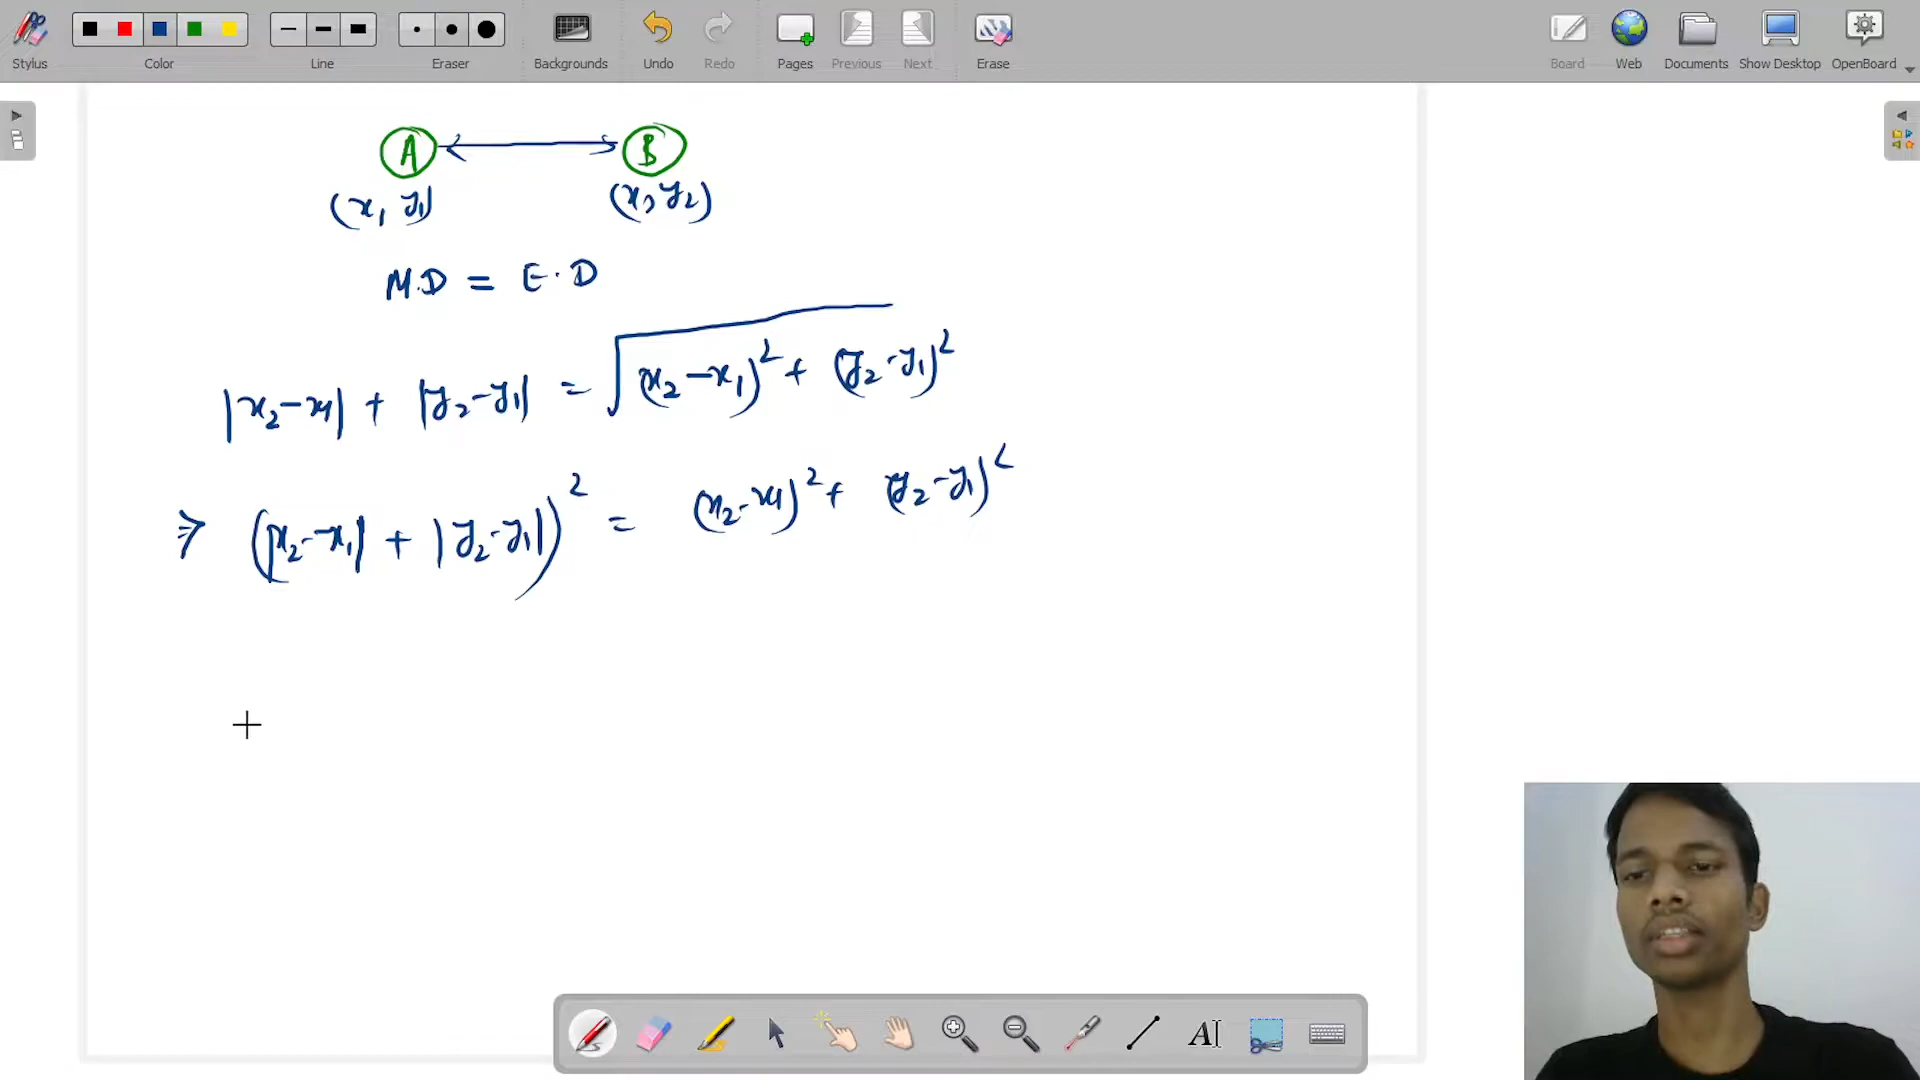 Stylus Color Line Eraser Backgrounds Undo Redo Pages Previous Next Erase Board Web Documents Show Desktop OpenBoard
A B
(x₁ y₁) (x₂ y₂)
M.D = E.D
|x₂-x₁| + |y₂-y₁| = √(x₂-x₁)² + (y₂-y₁)²
⇒ (|x₂-x₁| + |y₂-y₁|)² = (x₂-x₁)² + (y₂-y₁)²